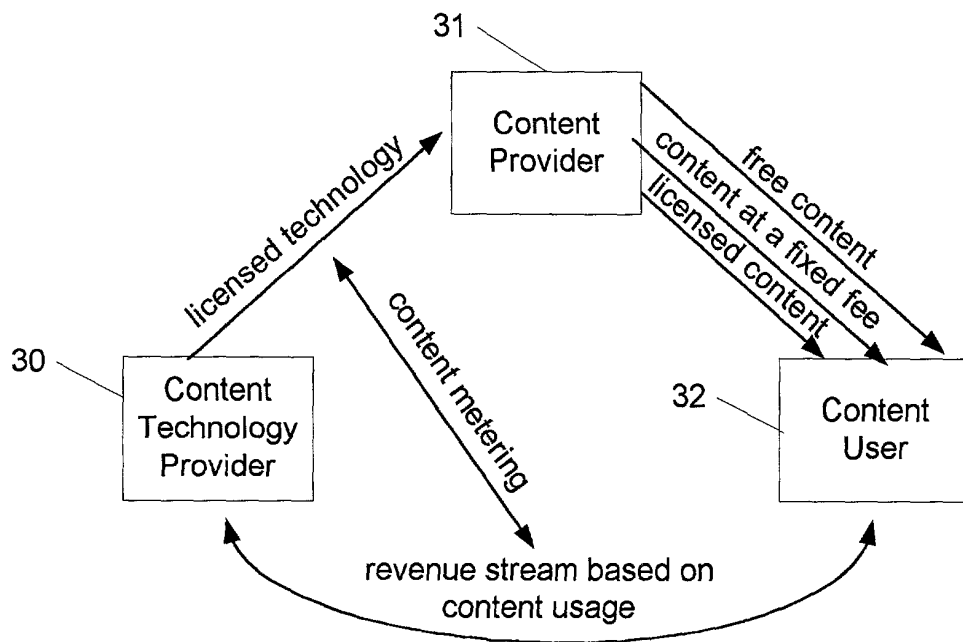 31
Content
Provider
licensed technology
free content
content at a fixed fee
licensed content
30
Content
Technology
Provider
content metering
32
Content
User
revenue stream based on
content usage